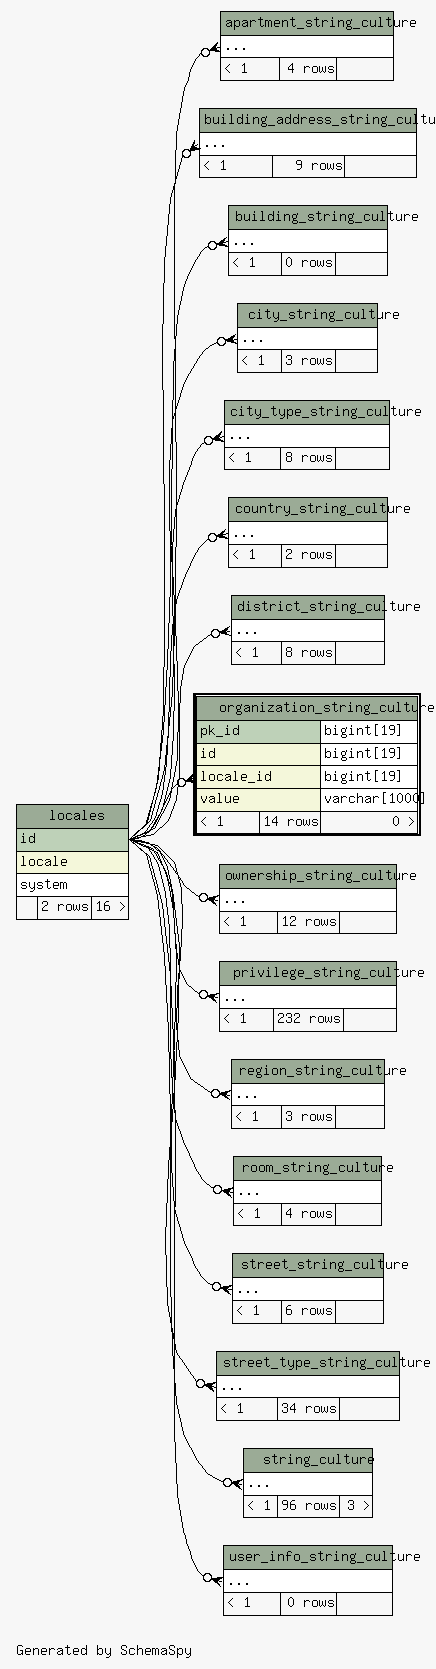 apartment_string_culture
...
< 1 4 rows
building_address_string_cultu
...
< 1 9 rows
building_string_culture
...
< 1 0 rows
city_string_culture
...
< 1 3 rows
city_type_string_culture
...
< 1 8 rows
country_string_culture
...
< 1 2 rows
district_string_culture
...
< 1 8 rows
organization_string_culture
pk_id bigint[19]
id bigint[19]
locale_id bigint[19]
value varchar[1000]
< 1 14 rows 0 >
locales
id
locale
system
2 rows 16 >
ownership_string_culture
...
< 1 12 rows
privilege_string_culture
...
< 1 232 rows
region_string_culture
...
< 1 3 rows
room_string_culture
...
< 1 4 rows
street_string_culture
...
< 1 6 rows
street_type_string_culture
...
< 1 34 rows
string_culture
...
< 1 96 rows 3 >
user_info_string_culture
...
< 1 0 rows
Generated by SchemaSpy